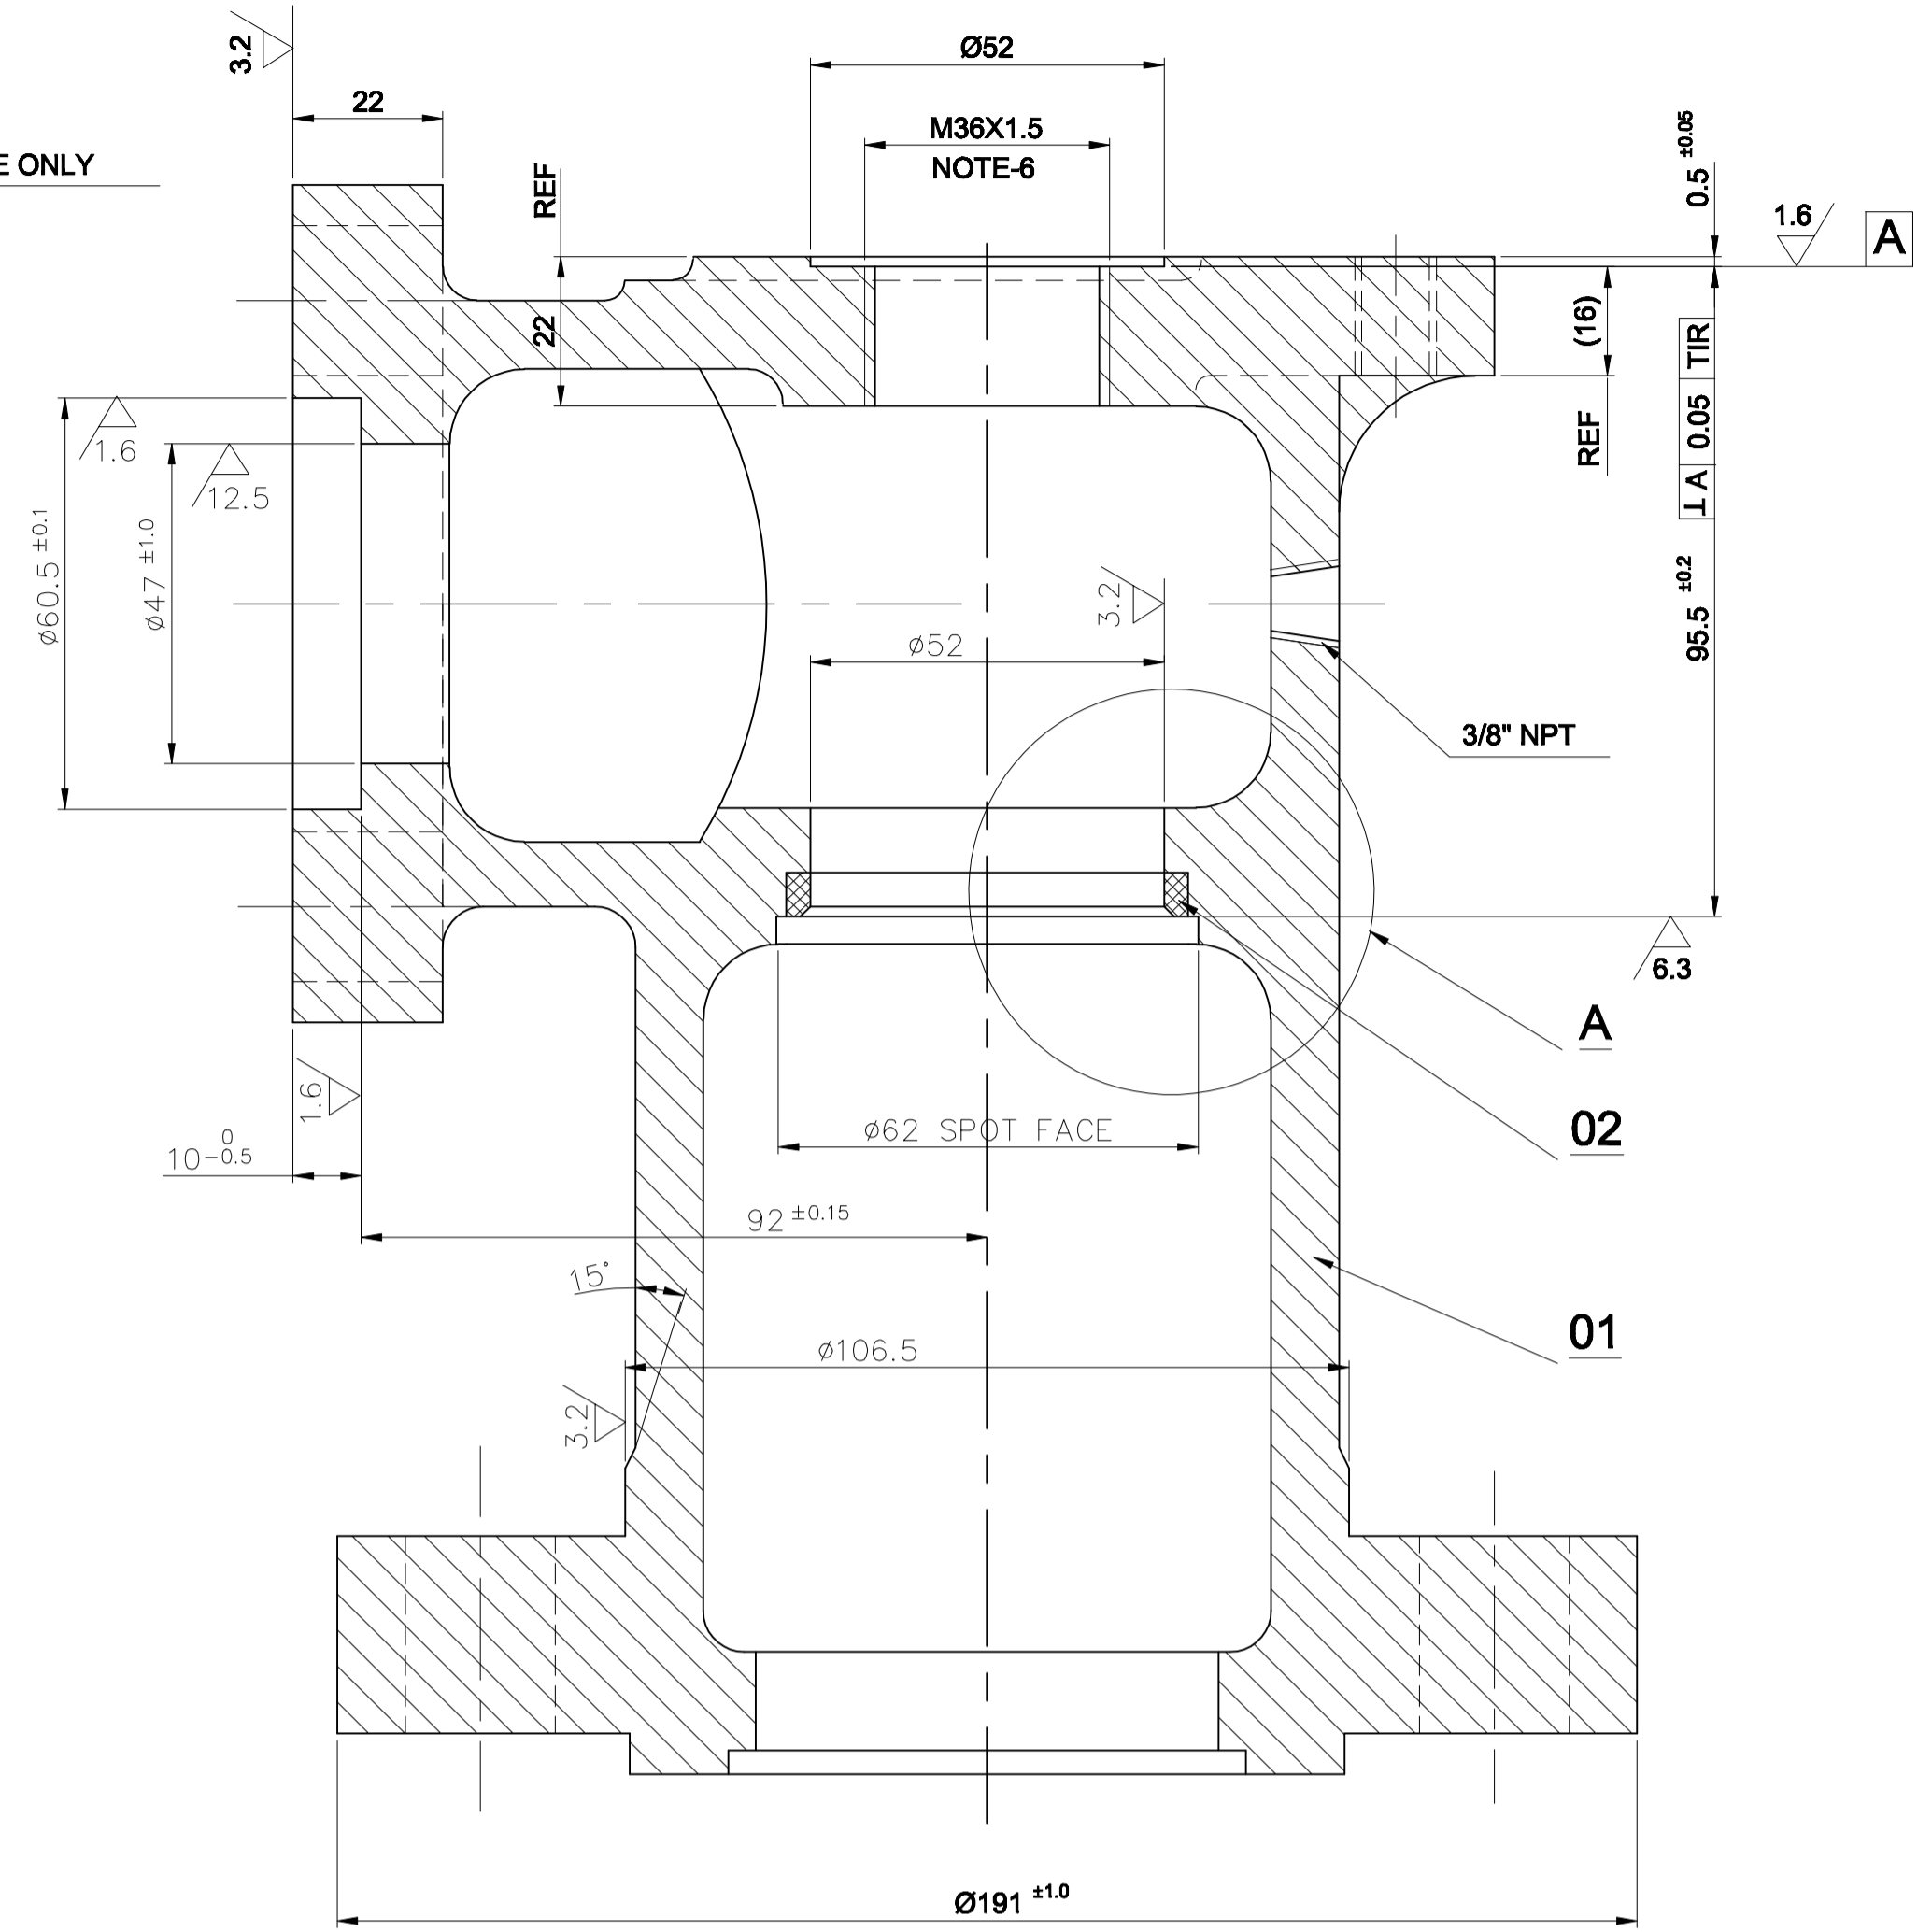 3.2
Ø52
22
M36X1.5
NOTE-6
E ONLY
REF
0.5 ±0.05
1.6
A
22
(16)
REF
⊥ A 0.05 TIR
1.6
12.5
ø60.5 ±0.1
ø47 ±1.0
3.2
95.5 ±0.2
ø52
3/8" NPT
6.3
A
1.6
ø62 SPOT FACE
02
10 0 -0.5
92 ±0.15
15°
01
ø106.5
3.2
Ø191 ±1.0